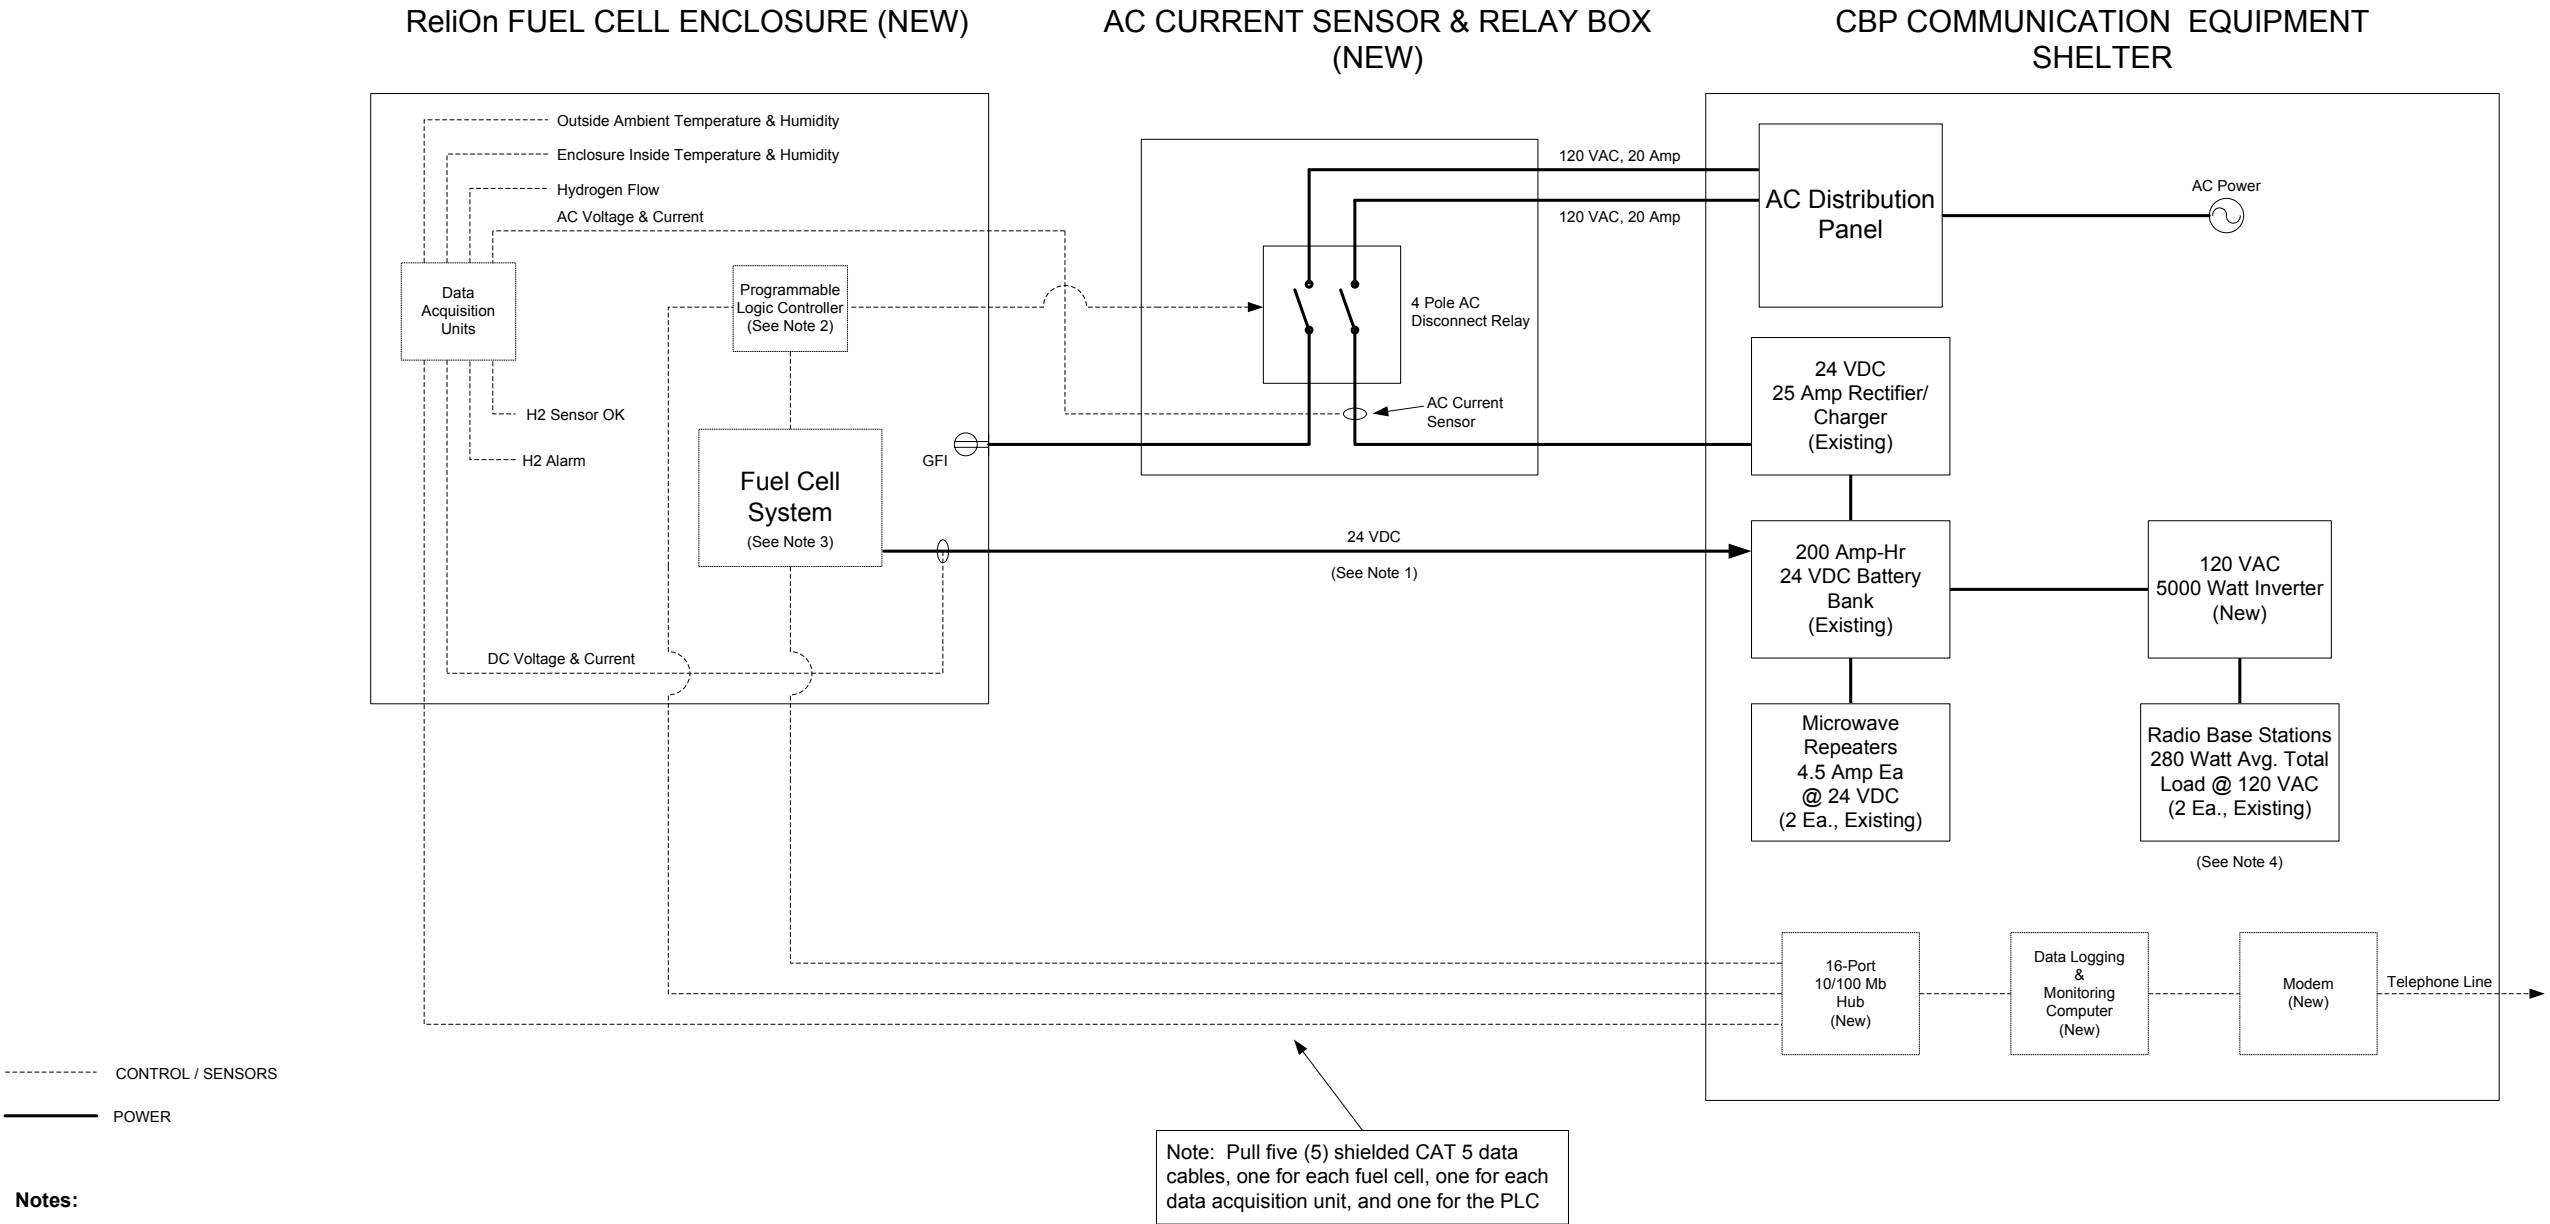 ReliOn FUEL CELL ENCLOSURE (NEW)
AC CURRENT SENSOR & RELAY BOX
(NEW)
CBP COMMUNICATION EQUIPMENT
SHELTER
Outside Ambient Temperature & Humidity
Enclosure Inside Temperature & Humidity
Hydrogen Flow
AC Voltage & Current
Data
Acquisition
Units
Programmable
Logic Controller
(See Note 2)
H2 Sensor OK
H2 Alarm
Fuel Cell
System
(See Note 3)
GFI
DC Voltage & Current
120 VAC, 20 Amp
120 VAC, 20 Amp
4 Pole AC
Disconnect Relay
AC Current
Sensor
24 VDC
(See Note 1)
AC Distribution
Panel
AC Power
24 VDC
25 Amp Rectifier/
Charger
(Existing)
200 Amp-Hr
24 VDC Battery
Bank
(Existing)
120 VAC
5000 Watt Inverter
(New)
Microwave
Repeaters
4.5 Amp Ea
@ 24 VDC
(2 Ea., Existing)
Radio Base Stations
280 Watt Avg. Total
Load @ 120 VAC
(2 Ea., Existing)
(See Note 4)
16-Port
10/100 Mb
Hub
(New)
Data Logging
&
Monitoring
Computer
(New)
Modem
(New)
Telephone Line
CONTROL / SENSORS
POWER
Note: Pull five (5) shielded CAT 5 data
cables, one for each fuel cell, one for each
data acquisition unit, and one for the PLC
Notes: